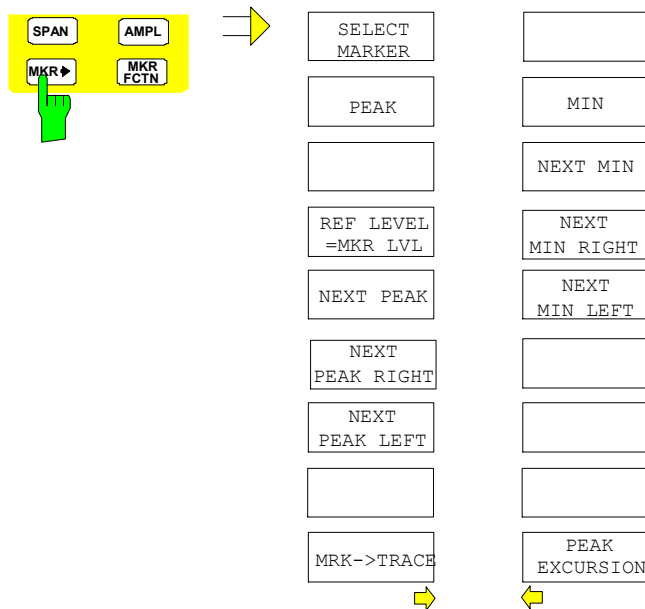 SPAN
AMPL
MKR
MKR
FCTN
SELECT
MARKER
PEAK
REF LEVEL
=MKR LVL
NEXT PEAK
NEXT
PEAK RIGHT
NEXT
PEAK LEFT
MRK->TRACE
MIN
NEXT MIN
NEXT
MIN RIGHT
NEXT
MIN LEFT
PEAK
EXCURSION